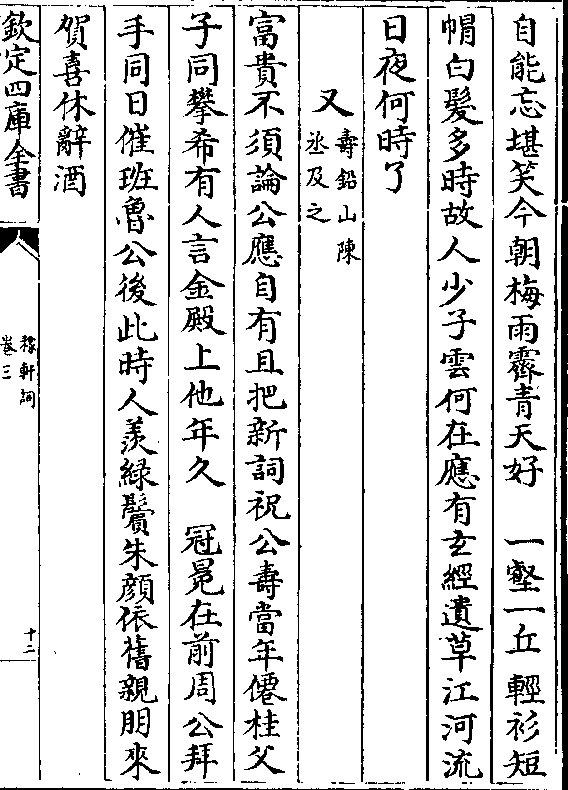 自能忘堪笑今朝梅雨霽青天好　一壑一丘輕衫短
帽白髮多時故人少子雲何在應有玄經遺草江河流
日夜何時了
又 壽鉛山陳
丞及之
富貴不須論公應自有且把新詞祝公壽當年僊桂父
子同攀希有人言金殿上他年久　冠冕在前周公拜
手同日催班魯公後此時人羡緑鬢朱顔依舊親朋來
賀喜休辭酒
欽定四庫全書
稼軒詞
卷三
十二